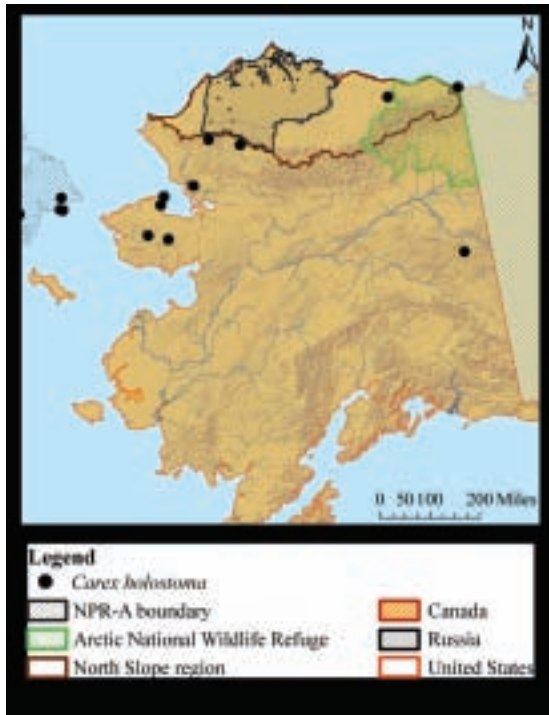 N
0 50 100 200 Miles
Legend
Carex holostoma
NPR-A boundary
Arctic National Wildlife Refuge
North Slope region
Canada
Russia
United States